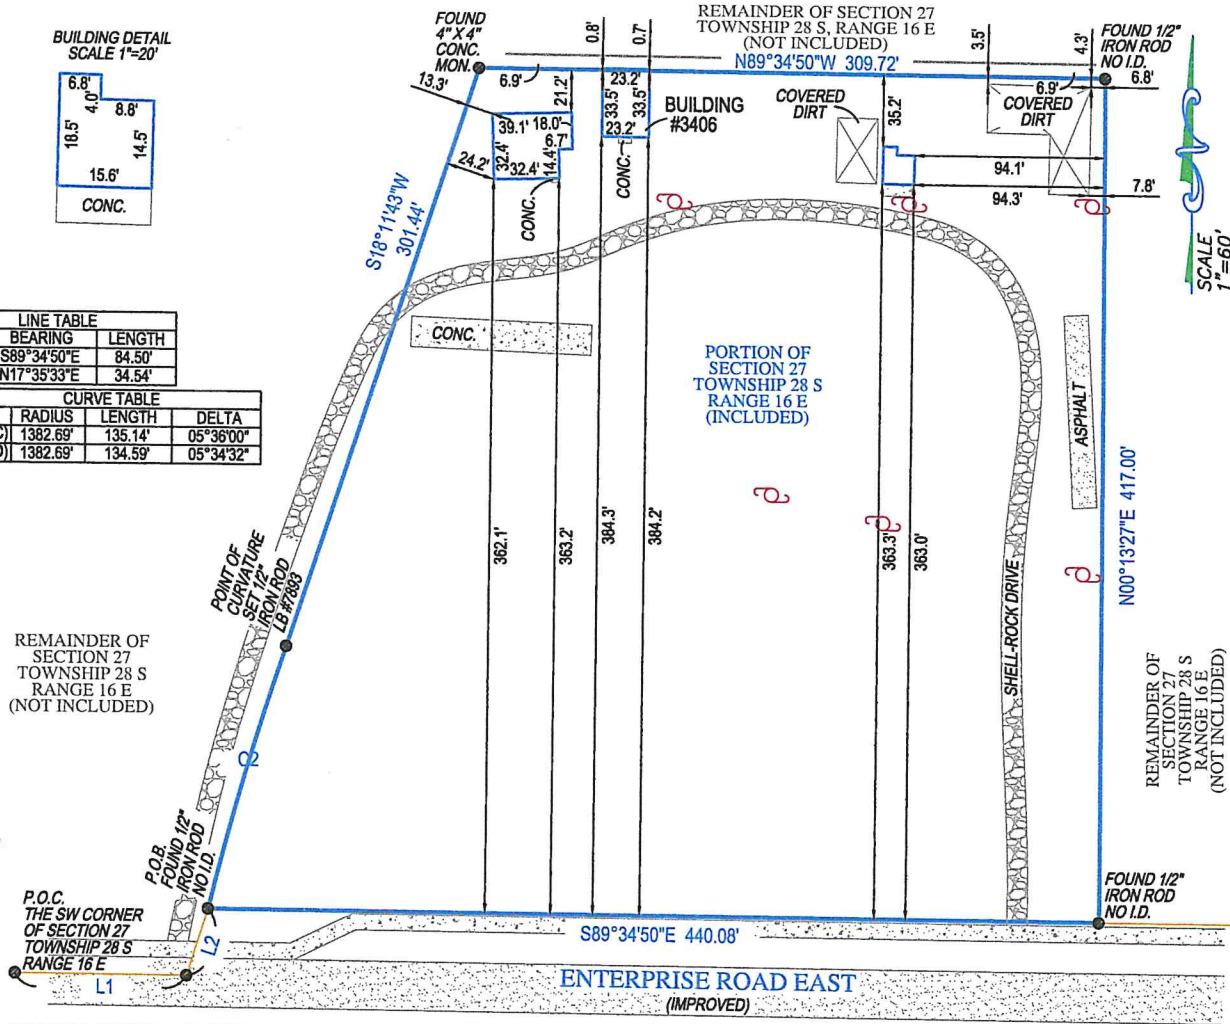 BUILDING DETAIL
SCALE 1"=20'
6.8'
4.0'
8.8'
18.5'
14.5'
15.6'
CONC.
FOUND
4" X 4"
CONC.
MON.
REMAINDER OF SECTION 27
TOWNSHIP 28 S, RANGE 16 E
(NOT INCLUDED)
N89°34'50"W 309.72'
0.8'
0.7'
3.5'
4.3'
FOUND 1/2"
IRON ROD
NO I.D.
6.8'
13.3'
6.9'
21.2'
23.2'
33.5'
33.5'
23.2'
BUILDING
#3406
COVERED
DIRT
35.2'
6.9'
COVERED
DIRT
39.1'
18.0'
6.7'
32.4'
14.4'
32.4'
24.2'
CONC.
CONC.
94.1'
94.3'
7.8'
SCALE
1"=60'
S18°11'43"W
301.44'
LINE TABLE
BEARING LENGTH
S89°34'50"E 84.50'
N17°35'33"E 34.54'
CURVE TABLE
RADIUS LENGTH DELTA
C) 1382.69' 135.14' 05°36'00"
D) 1382.69' 134.59' 05°34'32"
CONC.
PORTION OF
SECTION 27
TOWNSHIP 28 S
RANGE 16 E
(INCLUDED)
ASPHALT
N00°13'27"E 417.00'
362.1'
363.2'
384.3'
384.2'
363.3'
363.0'
SHELL-ROCK DRIVE
POINT OF
CURVATURE
SET 1/2"
IRON ROD
LB #7893
REMAINDER OF
SECTION 27
TOWNSHIP 28 S
RANGE 16 E
(NOT INCLUDED)
REMAINDER OF
SECTION 27
TOWNSHIP 28 S
RANGE 16 E
(NOT INCLUDED)
C2
P.O.B.
FOUND 1/2"
IRON ROD
NO I.D.
P.O.C.
THE SW CORNER
OF SECTION 27
TOWNSHIP 28 S
RANGE 16 E
L1
L2
S89°34'50"E 440.08'
FOUND 1/2"
IRON ROD
NO I.D.
ENTERPRISE ROAD EAST
(IMPROVED)